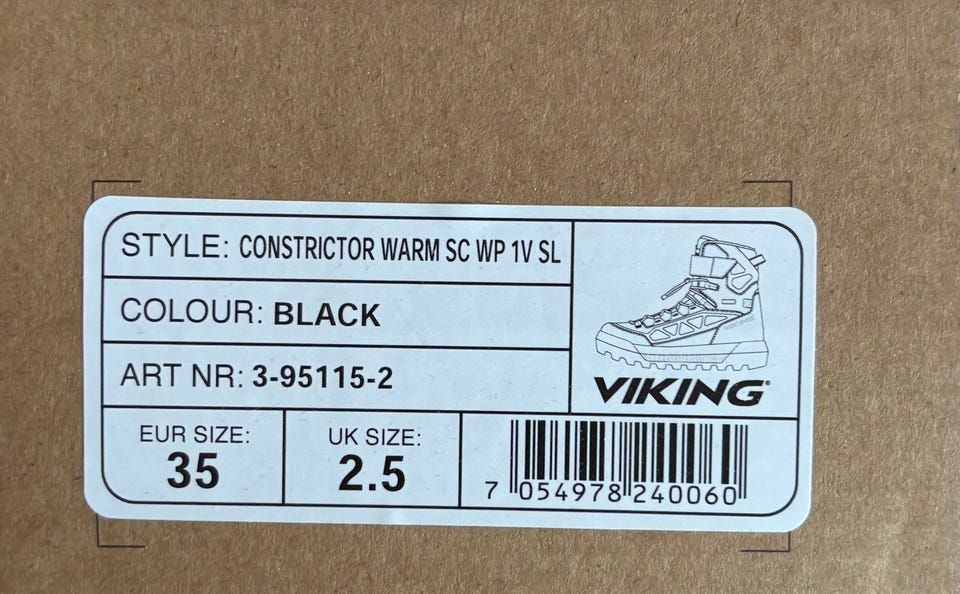 STYLE: CONSTRICTOR WARM SC WP 1V SL
COLOUR: BLACK
ART NR: 3-95115-2
VIKING®
EUR SIZE:
35
UK SIZE:
2.5
7 054978 240060